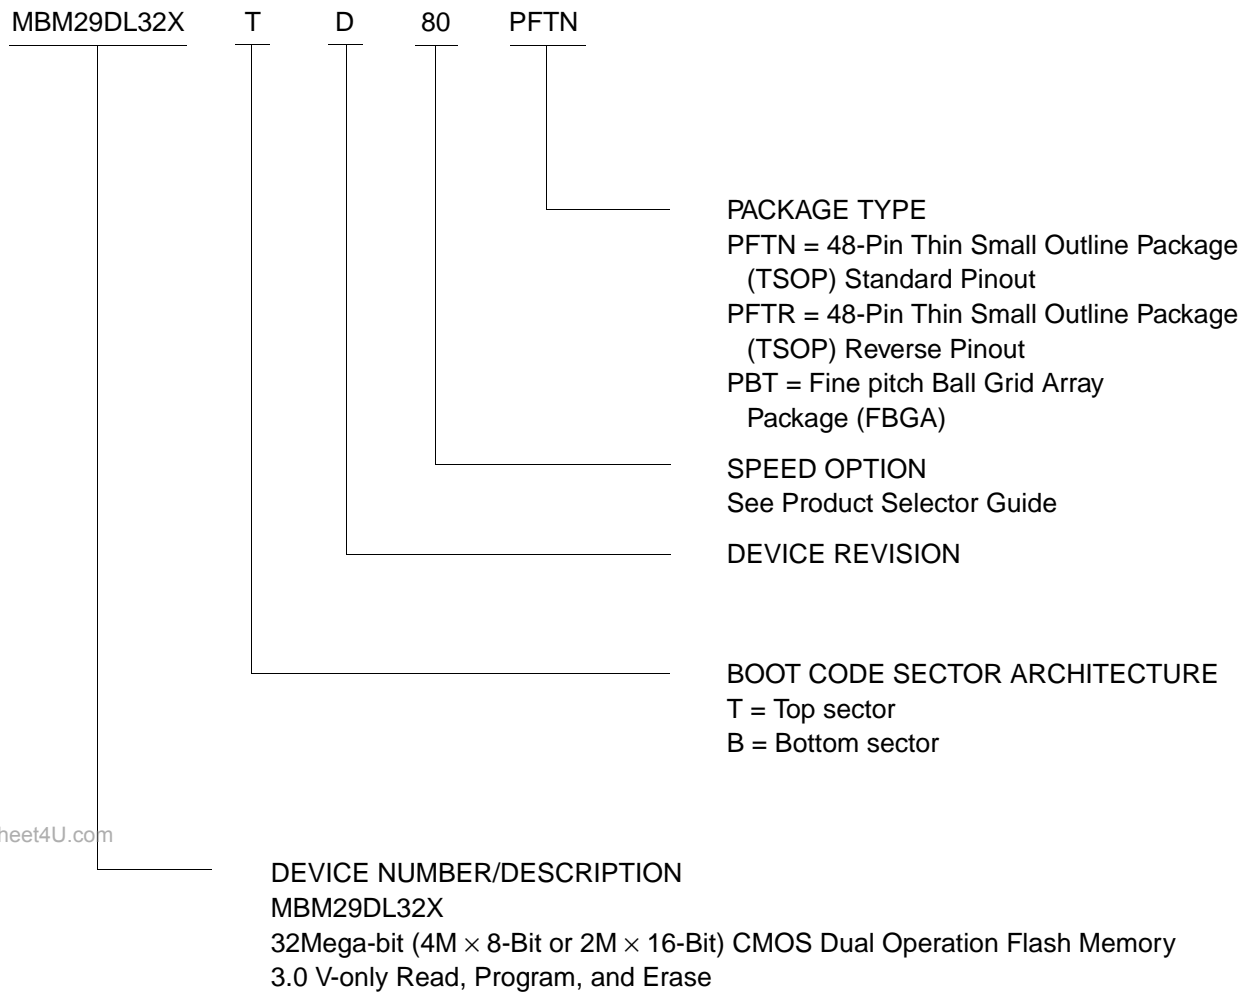 MBM29DL32X T D 80 PFTN
PACKAGE TYPE
PFTN = 48-Pin Thin Small Outline Package
(TSOP) Standard Pinout
PFTR = 48-Pin Thin Small Outline Package
(TSOP) Reverse Pinout
PBT = Fine pitch Ball Grid Array
Package (FBGA)
SPEED OPTION
See Product Selector Guide
DEVICE REVISION
BOOT CODE SECTOR ARCHITECTURE
T = Top sector
B = Bottom sector
heet4U.com
DEVICE NUMBER/DESCRIPTION
MBM29DL32X
32Mega-bit (4M × 8-Bit or 2M × 16-Bit) CMOS Dual Operation Flash Memory
3.0 V-only Read, Program, and Erase